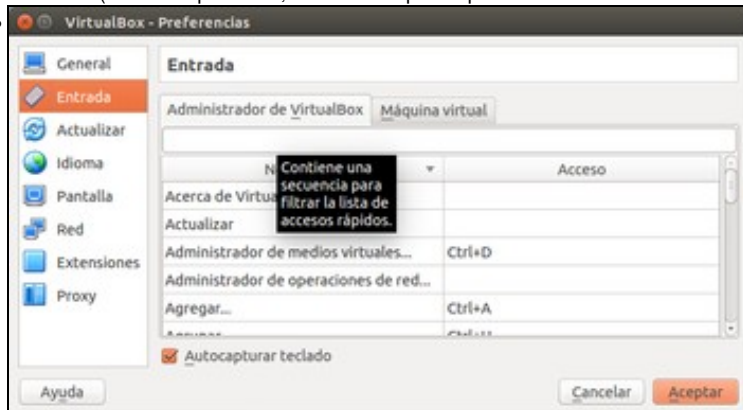 VirtualBox - Preferencias
General
Entrada
Actualizar
Idioma
Pantalla
Red
Extensiones
Proxy
Entrada
Administrador de VirtualBox Máquina virtual
Contiene una
secuencia para
filtrar la lista de
accesos rápidos.
Acceso
Acerca de
Actualizar
Administrador de medios virtuales... Ctrl+D
Administrador de operaciones de red...
Agregar... Ctrl+A
Autocapturar teclado
Ayuda Cancelar Aceptar